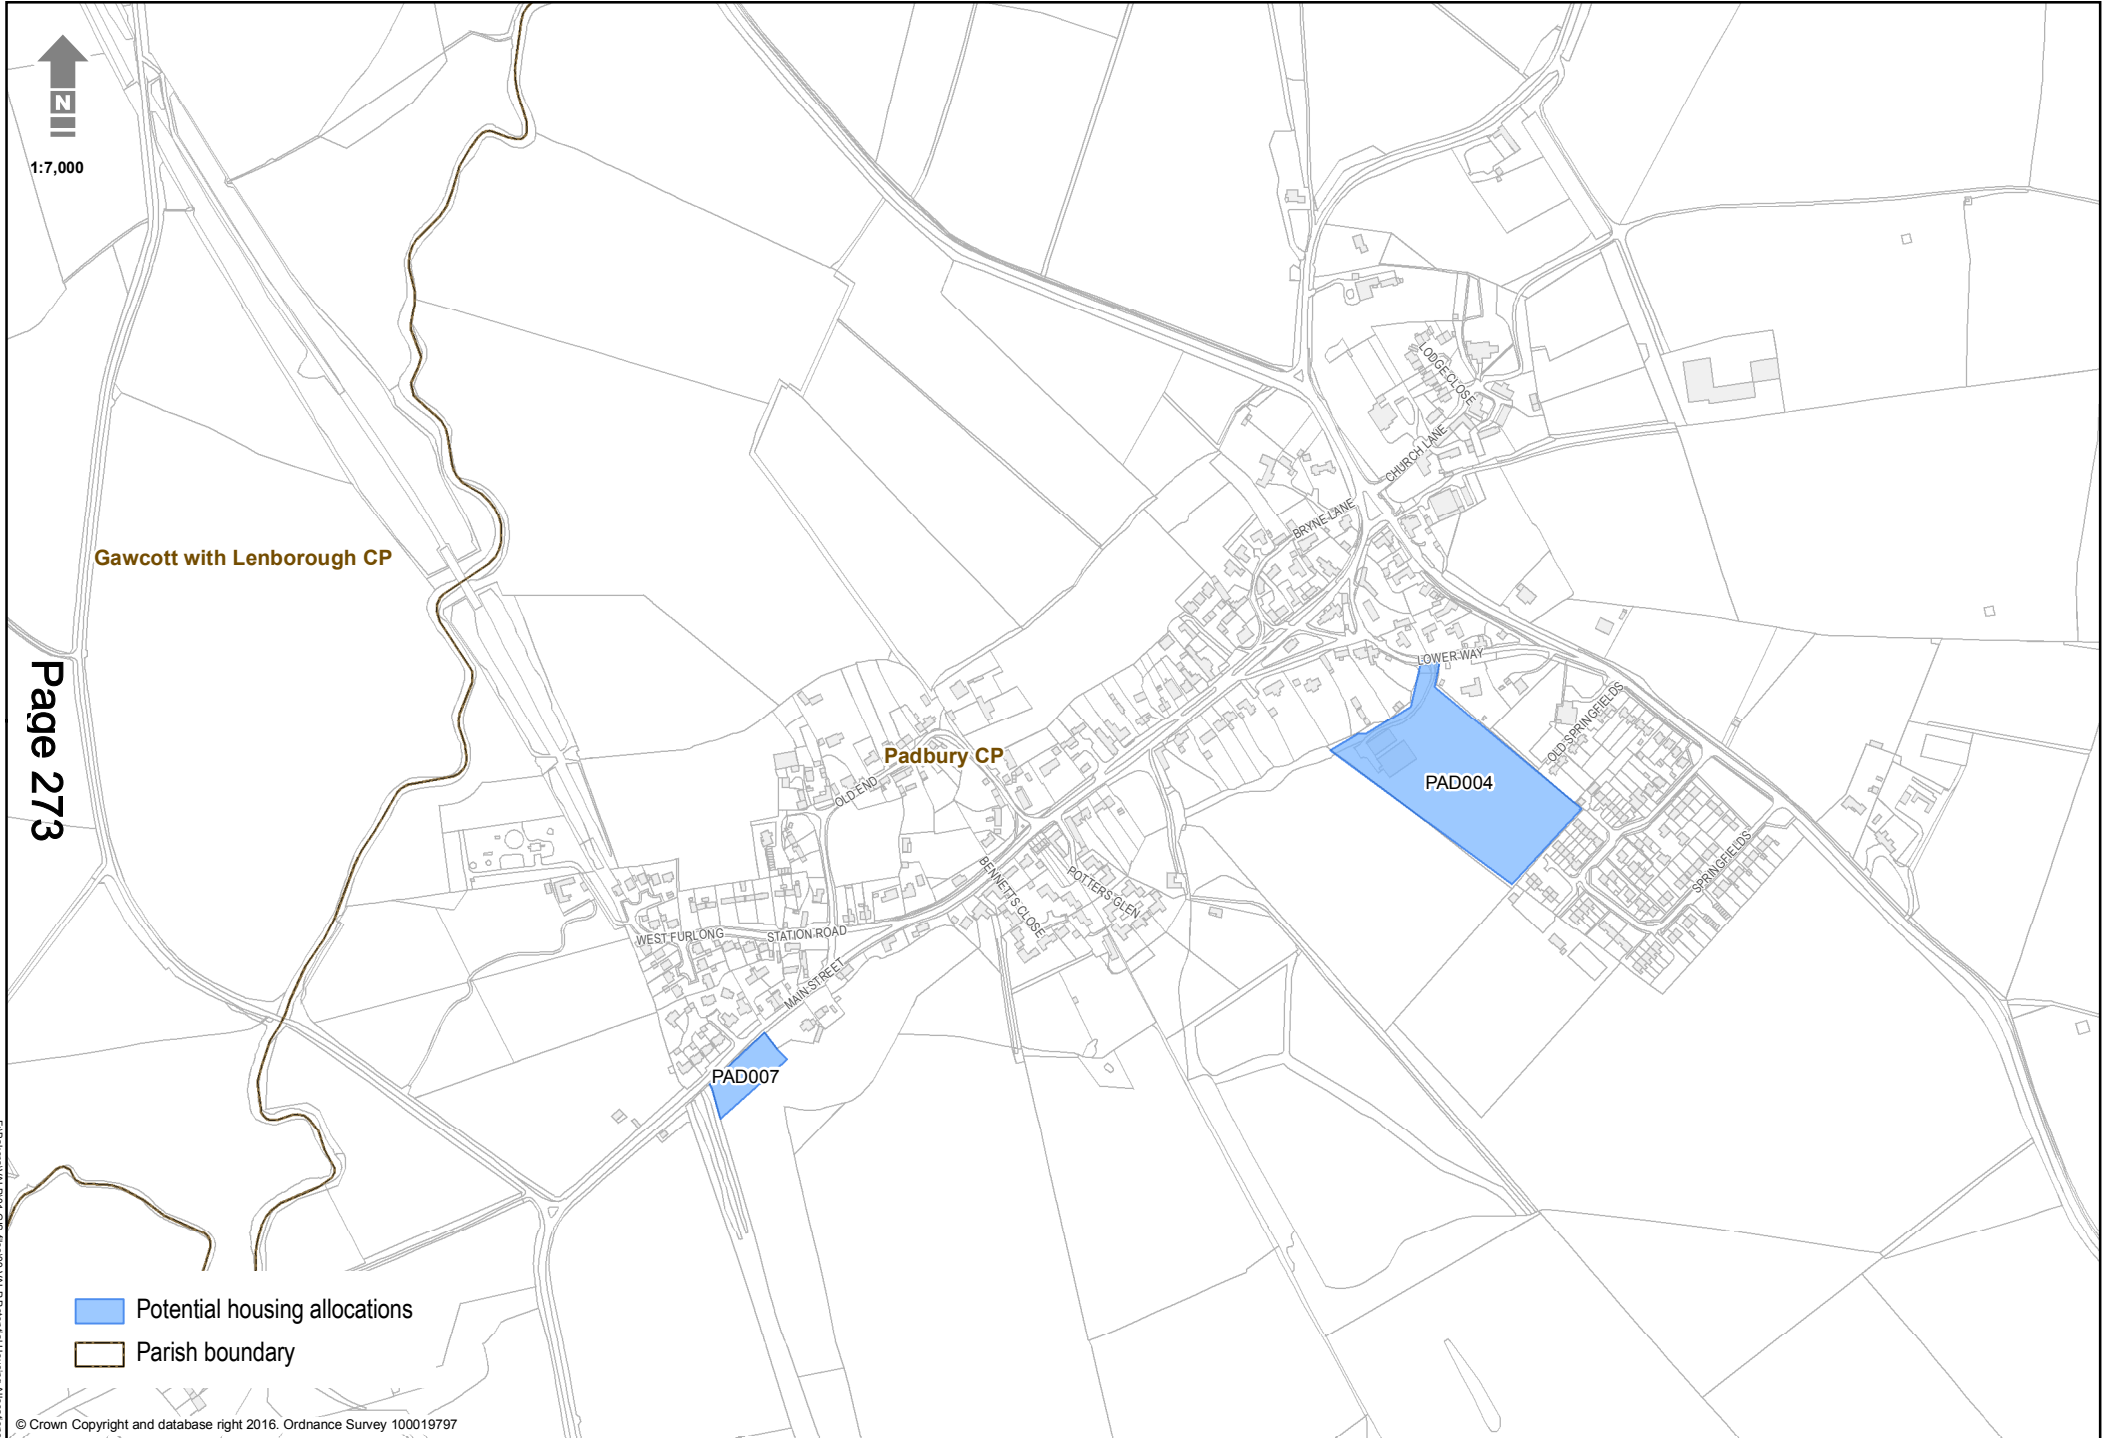 N
1:7,000
LODGE CLOSE
CHURCH LANE
BRYNE LANE
Gawcott with Lenborough CP
LOWER WAY
OLD SPRINGFIELDS
Padbury CP
PAD004
OLD END
SPRINGFIELDS
BENNETTS CLOSE
POTTERS GLEN
WEST FURLONG
STATION ROAD
MAIN STREET
PAD007
Page 273
Potential housing allocations
Parish boundary
© Crown Copyright and database right 2016. Ordnance Survey 100019797